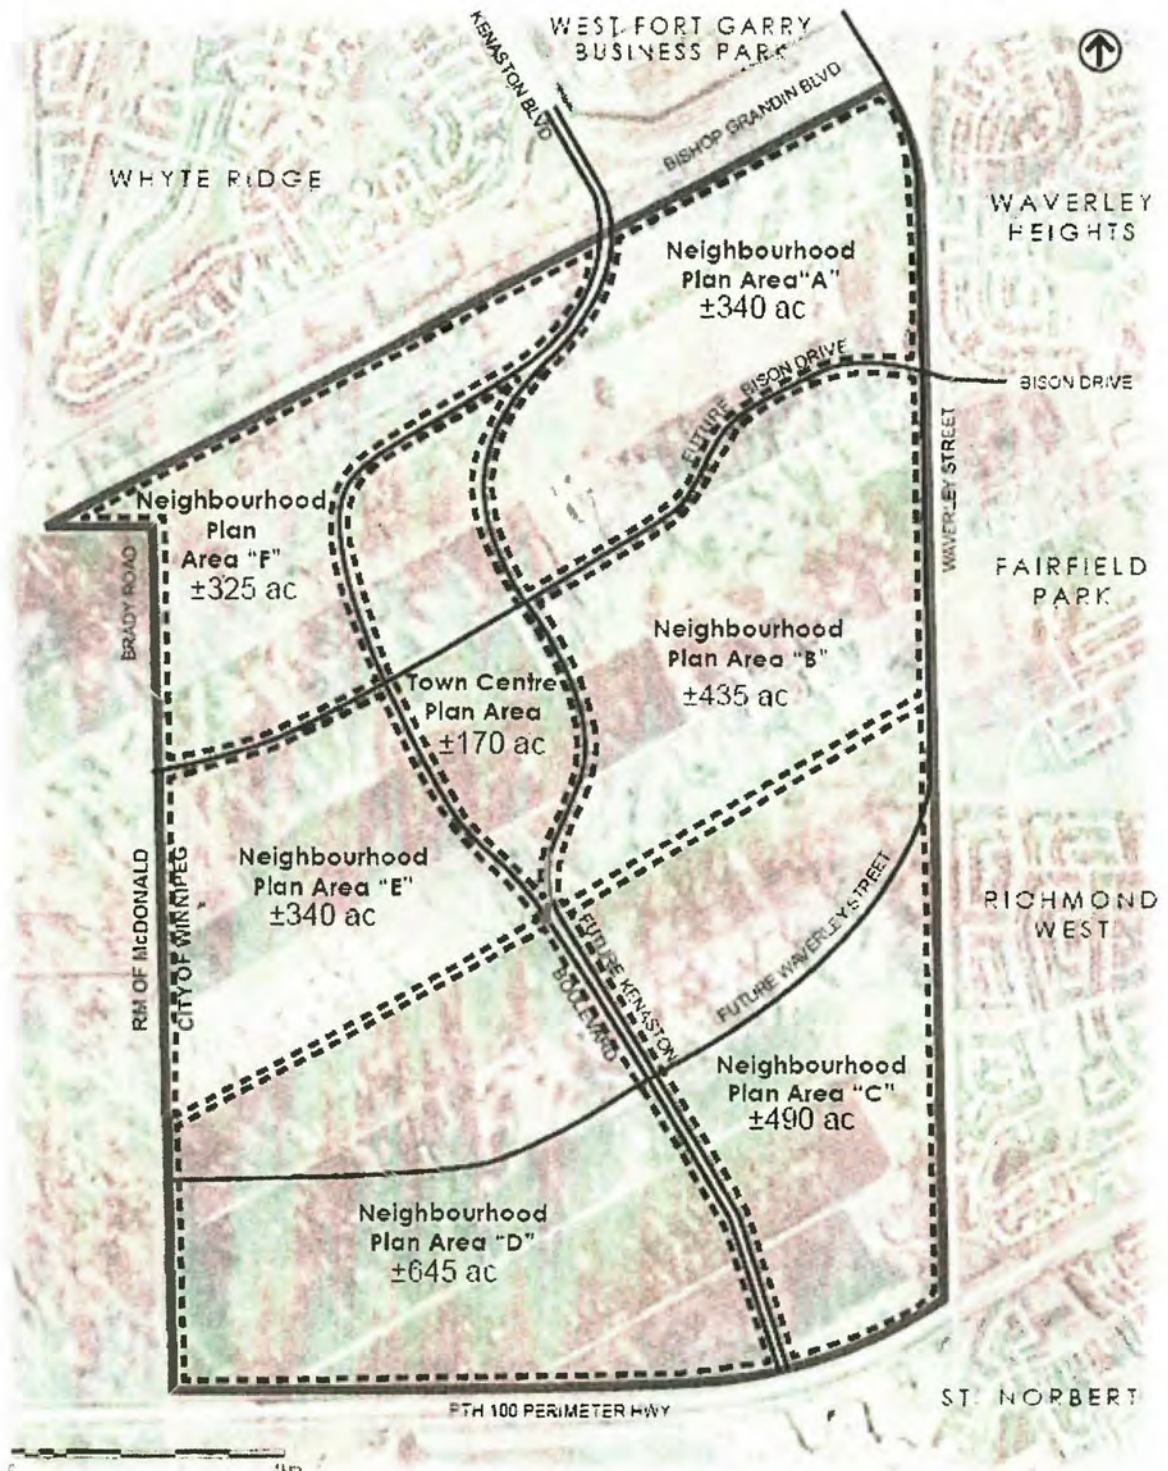 WEST FORT GARRY
BUSINESS PARK
KENASTON BLVD
BISHOP GRANDIN BLVD
WHYTE RIDGE
WAVERLEY
HEIGHTS
Neighbourhood
Plan Area"A"
±340 ac
FUTURE BISON DRIVE
BISON DRIVE
WAVERLEY STREET
Neighbourhood
Plan
Area "F"
±325 ac
BRADY ROAD
FAIRFIELD
PARK
Neighbourhood
Plan Area "B"
±435 ac
Town Centre
Plan Area
±170 ac
RM OF McDONALD
CITY OF WINNIPEG
Neighbourhood
Plan Area "E"
±340 ac
FUTURE WAVERLEY STREET
RICHMOND
WEST
FUTURE KENASTON
BOULEVARD
Neighbourhood
Plan Area "C"
±490 ac
Neighbourhood
Plan Area "D"
±645 ac
ST. NORBERT
PTH 100 PERIMETER HWY